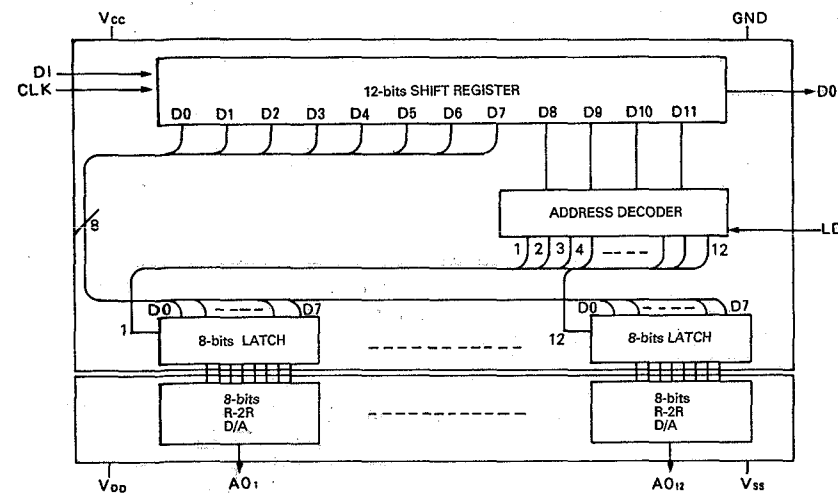 Vcc GND
DI
CLK
12-bits SHIFT REGISTER
DO
D0 D1 D2 D3 D4 D5 D6 D7 D8 D9 D10 D11
8
ADDRESS DECODER
LD
1 2 3 4 12
D0 D7 D0 D7
1 8-bits LATCH 12 8-bits LATCH
8-bits
R-2R
D/A
8-bits
R-2R
D/A
VDD AO1 AO12 VSS